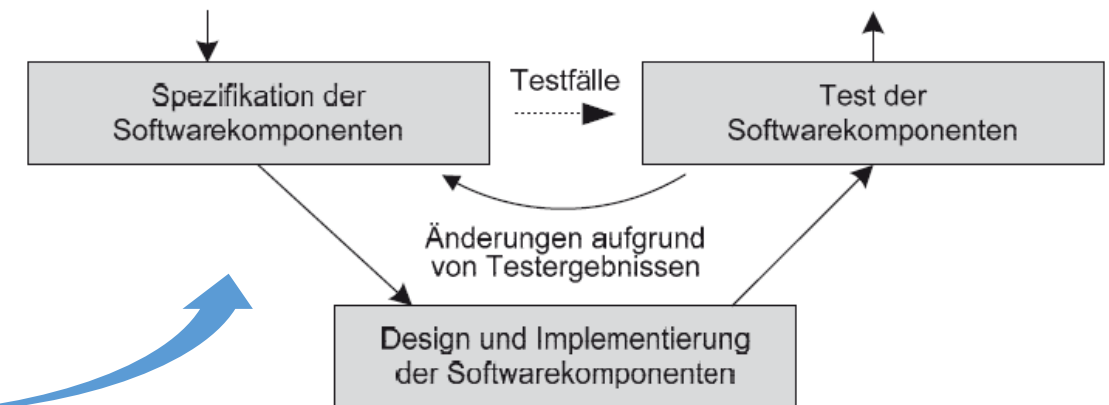 Spezifikation der
Softwarekomponenten
Testfälle
Test der
Softwarekomponenten
Änderungen aufgrund
von Testergebnissen
Design und Implementierung
der Softwarekomponenten